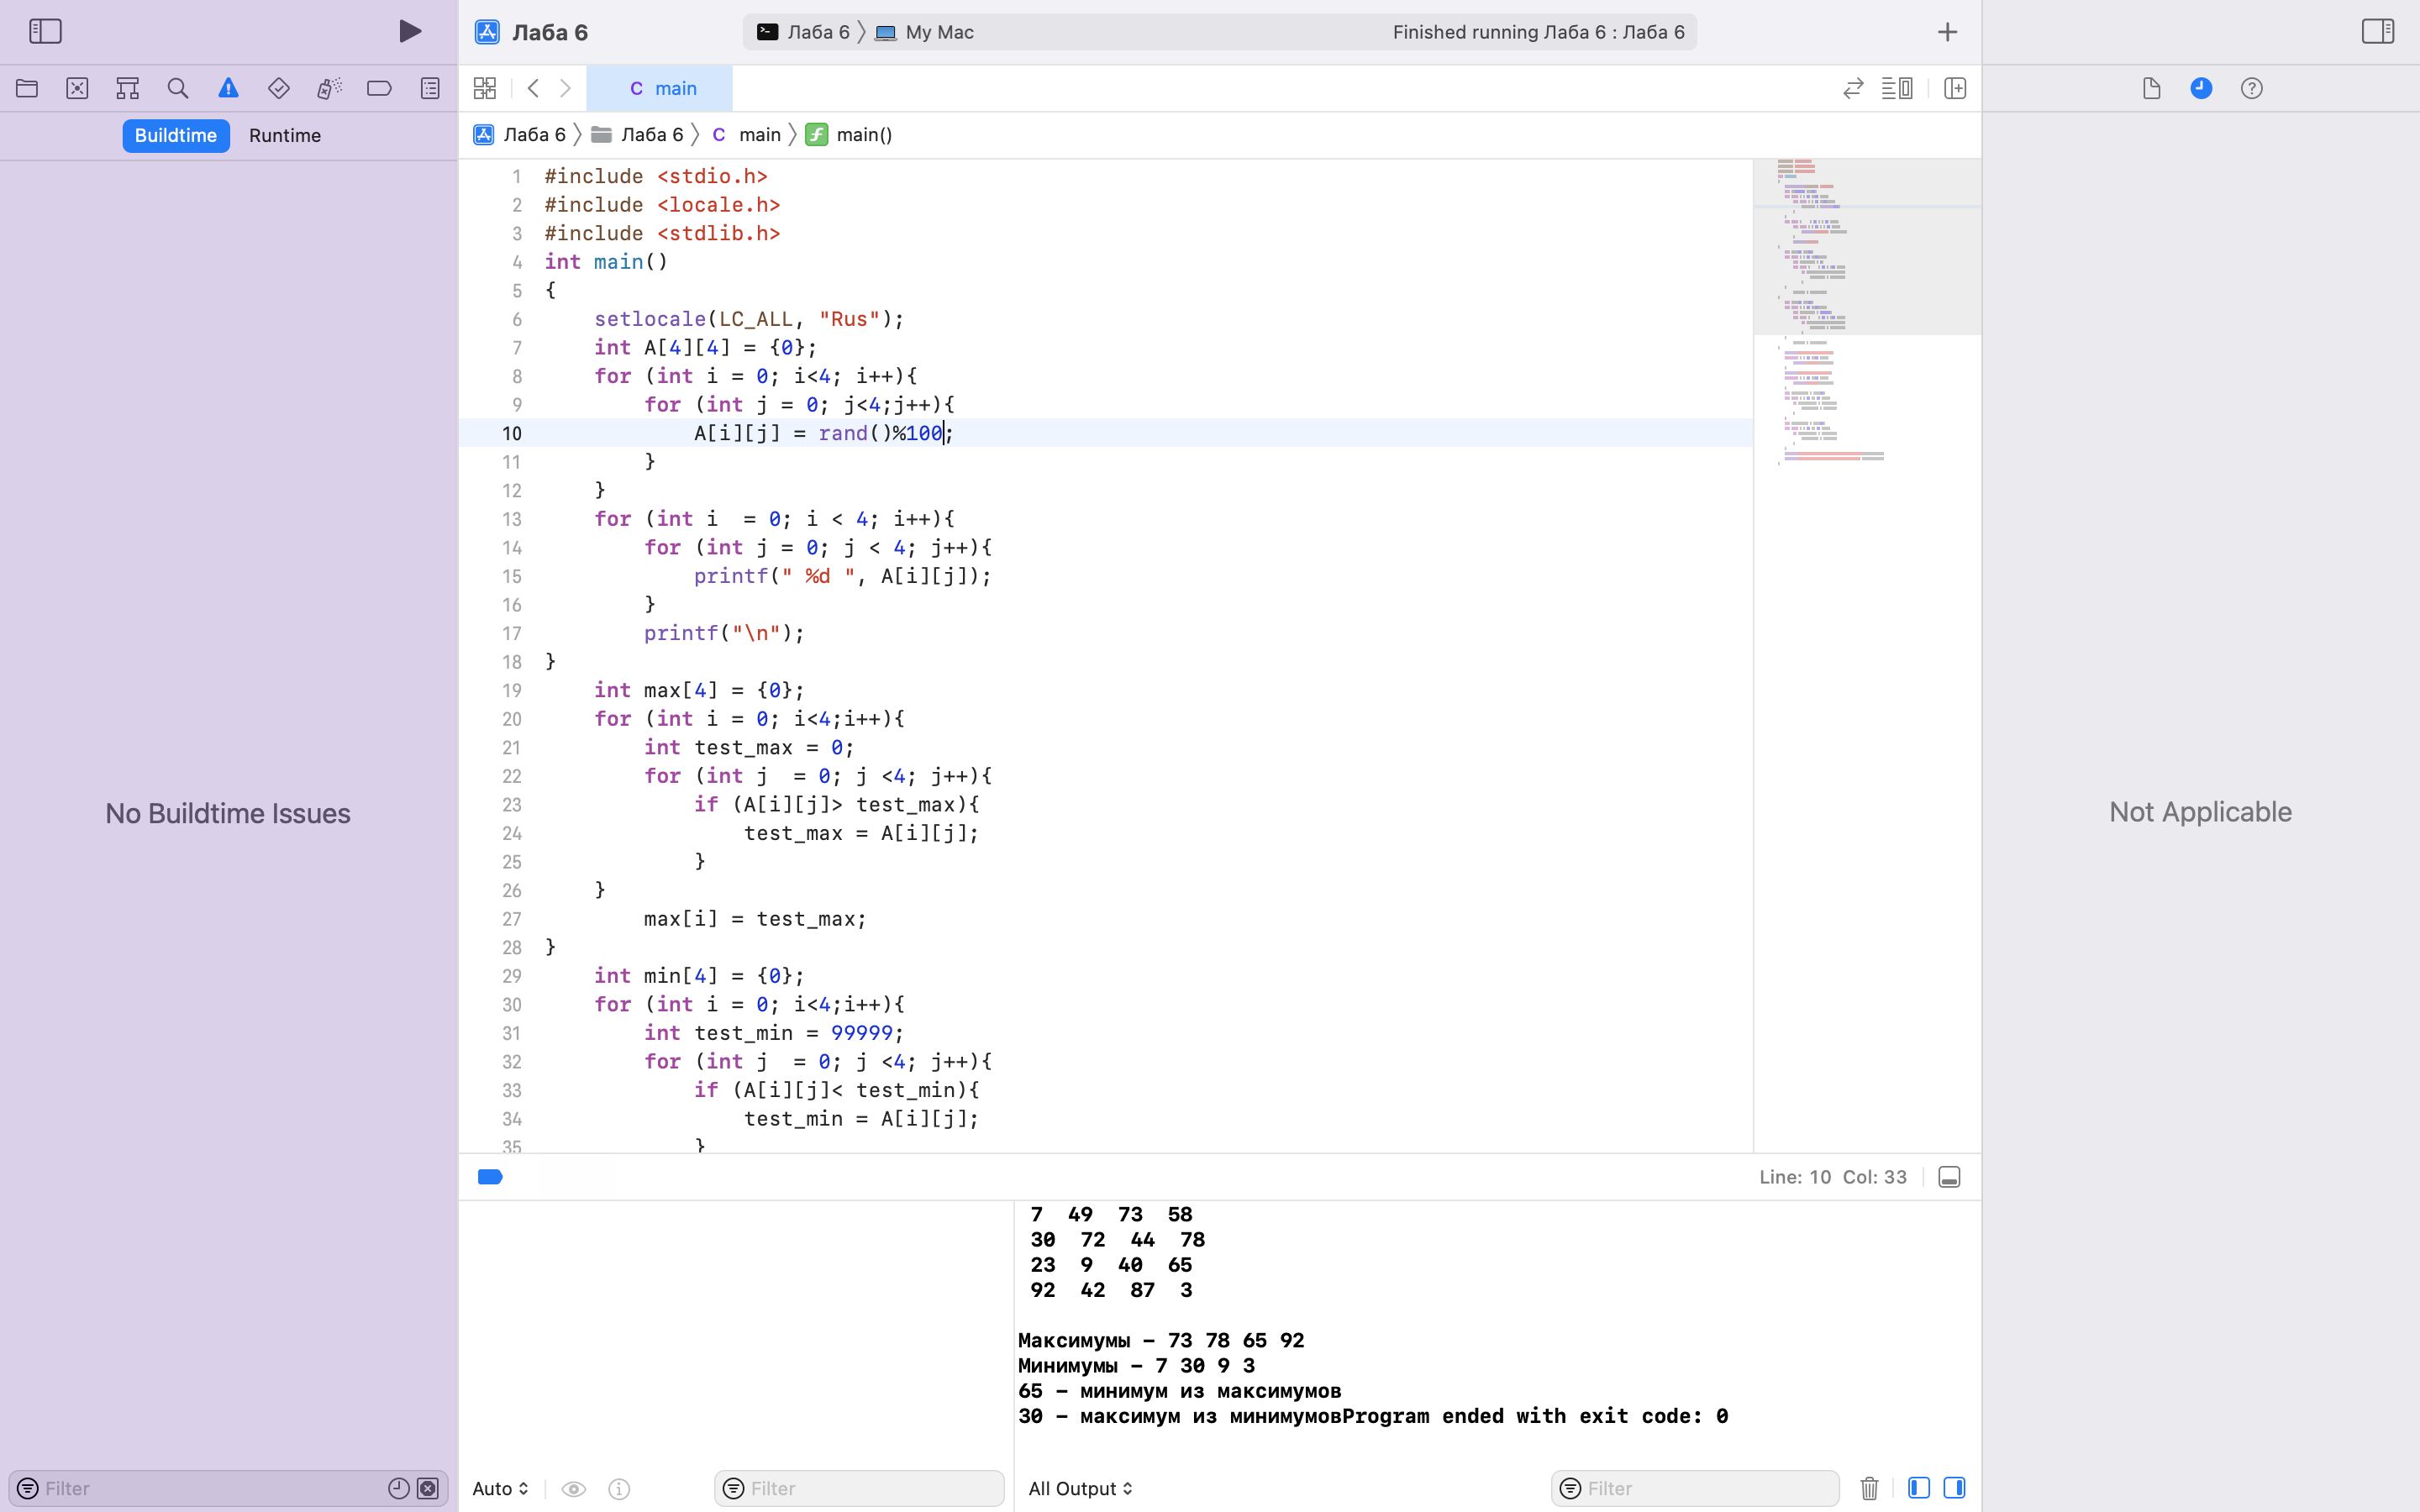 Лаба 6
Лаба 6 〉 My Mac
Finished running Лаба 6 : Лаба 6
Buildtime Runtime
C main
Лаба 6 〉 Лаба 6 〉 C main 〉 f main()
1 #include <stdio.h>
2 #include <locale.h>
3 #include <stdlib.h>
4 int main()
5 {
6     setlocale(LC_ALL, "Rus");
7     int A[4][4] = {0};
8     for (int i = 0; i<4; i++){
9         for (int j = 0; j<4;j++){
10             A[i][j] = rand()%100;
11         }
12     }
13     for (int i  = 0; i < 4; i++){
14         for (int j = 0; j < 4; j++){
15             printf(" %d ", A[i][j]);
16         }
17         printf("\n");
18 }
19     int max[4] = {0};
20     for (int i = 0; i<4;i++){
21         int test_max = 0;
22         for (int j  = 0; j <4; j++){
23             if (A[i][j]> test_max){
24                 test_max = A[i][j];
25             }
26     }
27         max[i] = test_max;
28 }
29     int min[4] = {0};
30     for (int i = 0; i<4;i++){
31         int test_min = 99999;
32         for (int j  = 0; j <4; j++){
33             if (A[i][j]< test_min){
34                 test_min = A[i][j];
35             }
No Buildtime Issues
Not Applicable
Line: 10 Col: 33
7  49  73  58
30  72  44  78
23  9  40  65
92  42  87  3
Максимумы – 73 78 65 92
Минимумы – 7 30 9 3
65 – минимум из максимумов
30 – максимум из минимумовProgram ended with exit code: 0
Filter
Auto
Filter
All Output
Filter